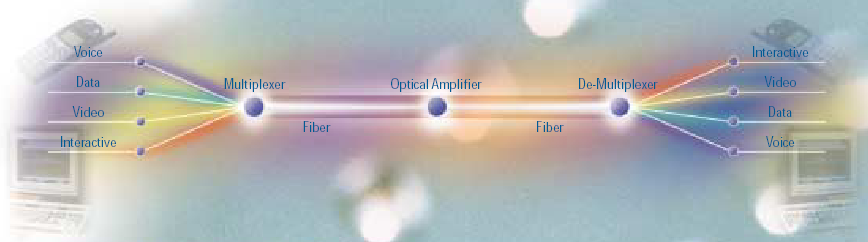 Voice
Data
Video
Interactive
Multiplexer
Fiber
Optical Amplifier
Fiber
De-Multiplexer
Interactive
Video
Data
Voice